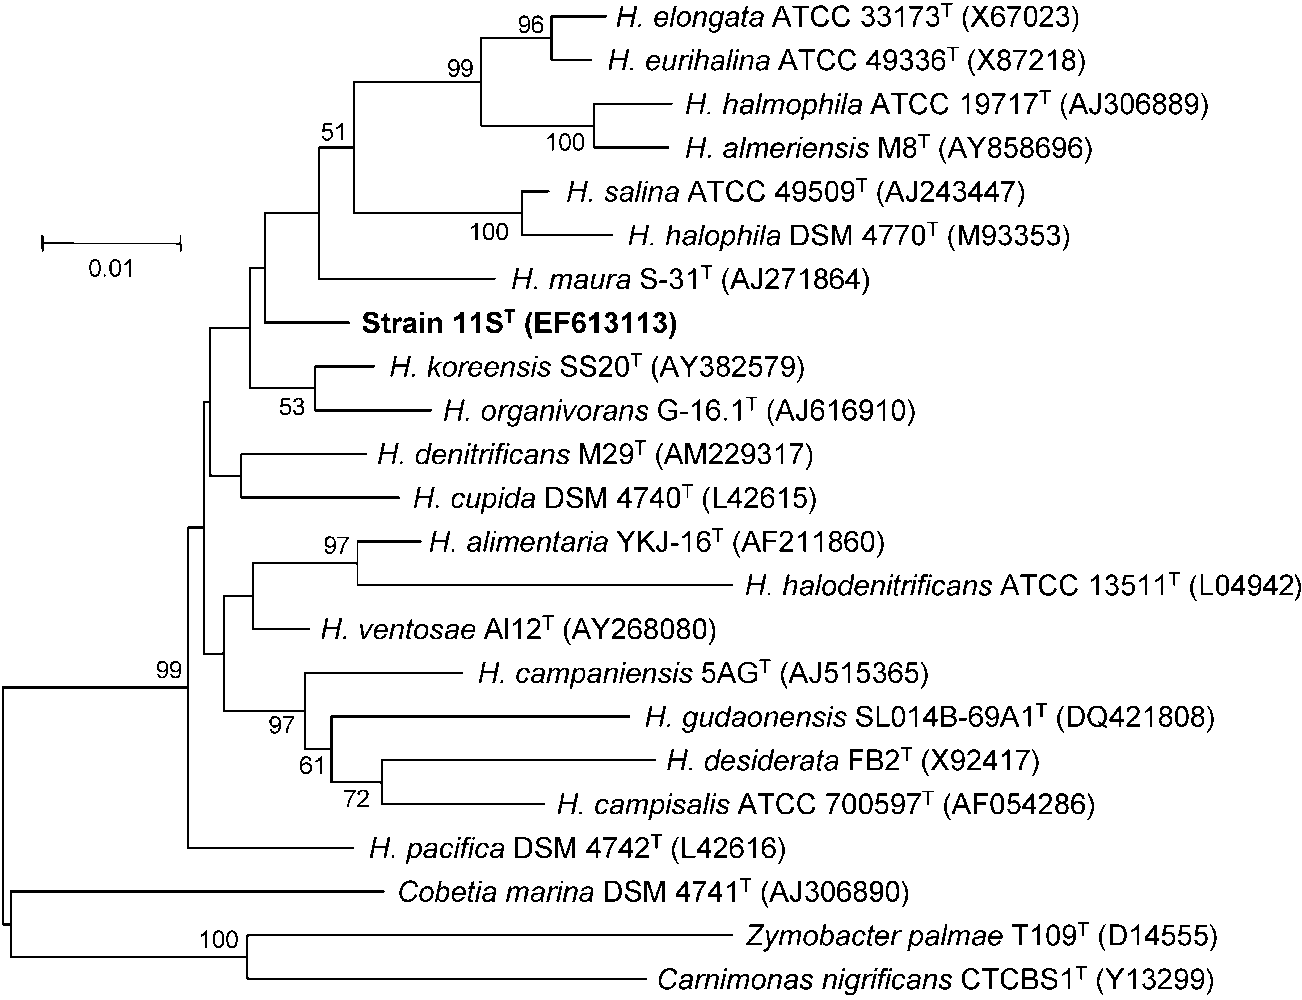 96
H. elongata ATCC 33173ᵀ (X67023)
99
H. eurihalina ATCC 49336ᵀ (X87218)
H. halmophila ATCC 19717ᵀ (AJ306889)
51
100
H. almeriensis M8ᵀ (AY858696)
H. salina ATCC 49509ᵀ (AJ243447)
100
H. halophila DSM 4770ᵀ (M93353)
0.01
H. maura S-31ᵀ (AJ271864)
Strain 11Sᵀ (EF613113)
H. koreensis SS20ᵀ (AY382579)
53
H. organivorans G-16.1ᵀ (AJ616910)
H. denitrificans M29ᵀ (AM229317)
H. cupida DSM 4740ᵀ (L42615)
97
H. alimentaria YKJ-16ᵀ (AF211860)
H. halodenitrificans ATCC 13511ᵀ (L04942)
H. ventosae Al12ᵀ (AY268080)
99
H. campaniensis 5AGᵀ (AJ515365)
97
H. gudaonensis SL014B-69A1ᵀ (DQ421808)
61
H. desiderata FB2ᵀ (X92417)
72
H. campisalis ATCC 700597ᵀ (AF054286)
H. pacifica DSM 4742ᵀ (L42616)
Cobetia marina DSM 4741ᵀ (AJ306890)
100
Zymobacter palmae T109ᵀ (D14555)
Carnimonas nigrificans CTCBS1ᵀ (Y13299)